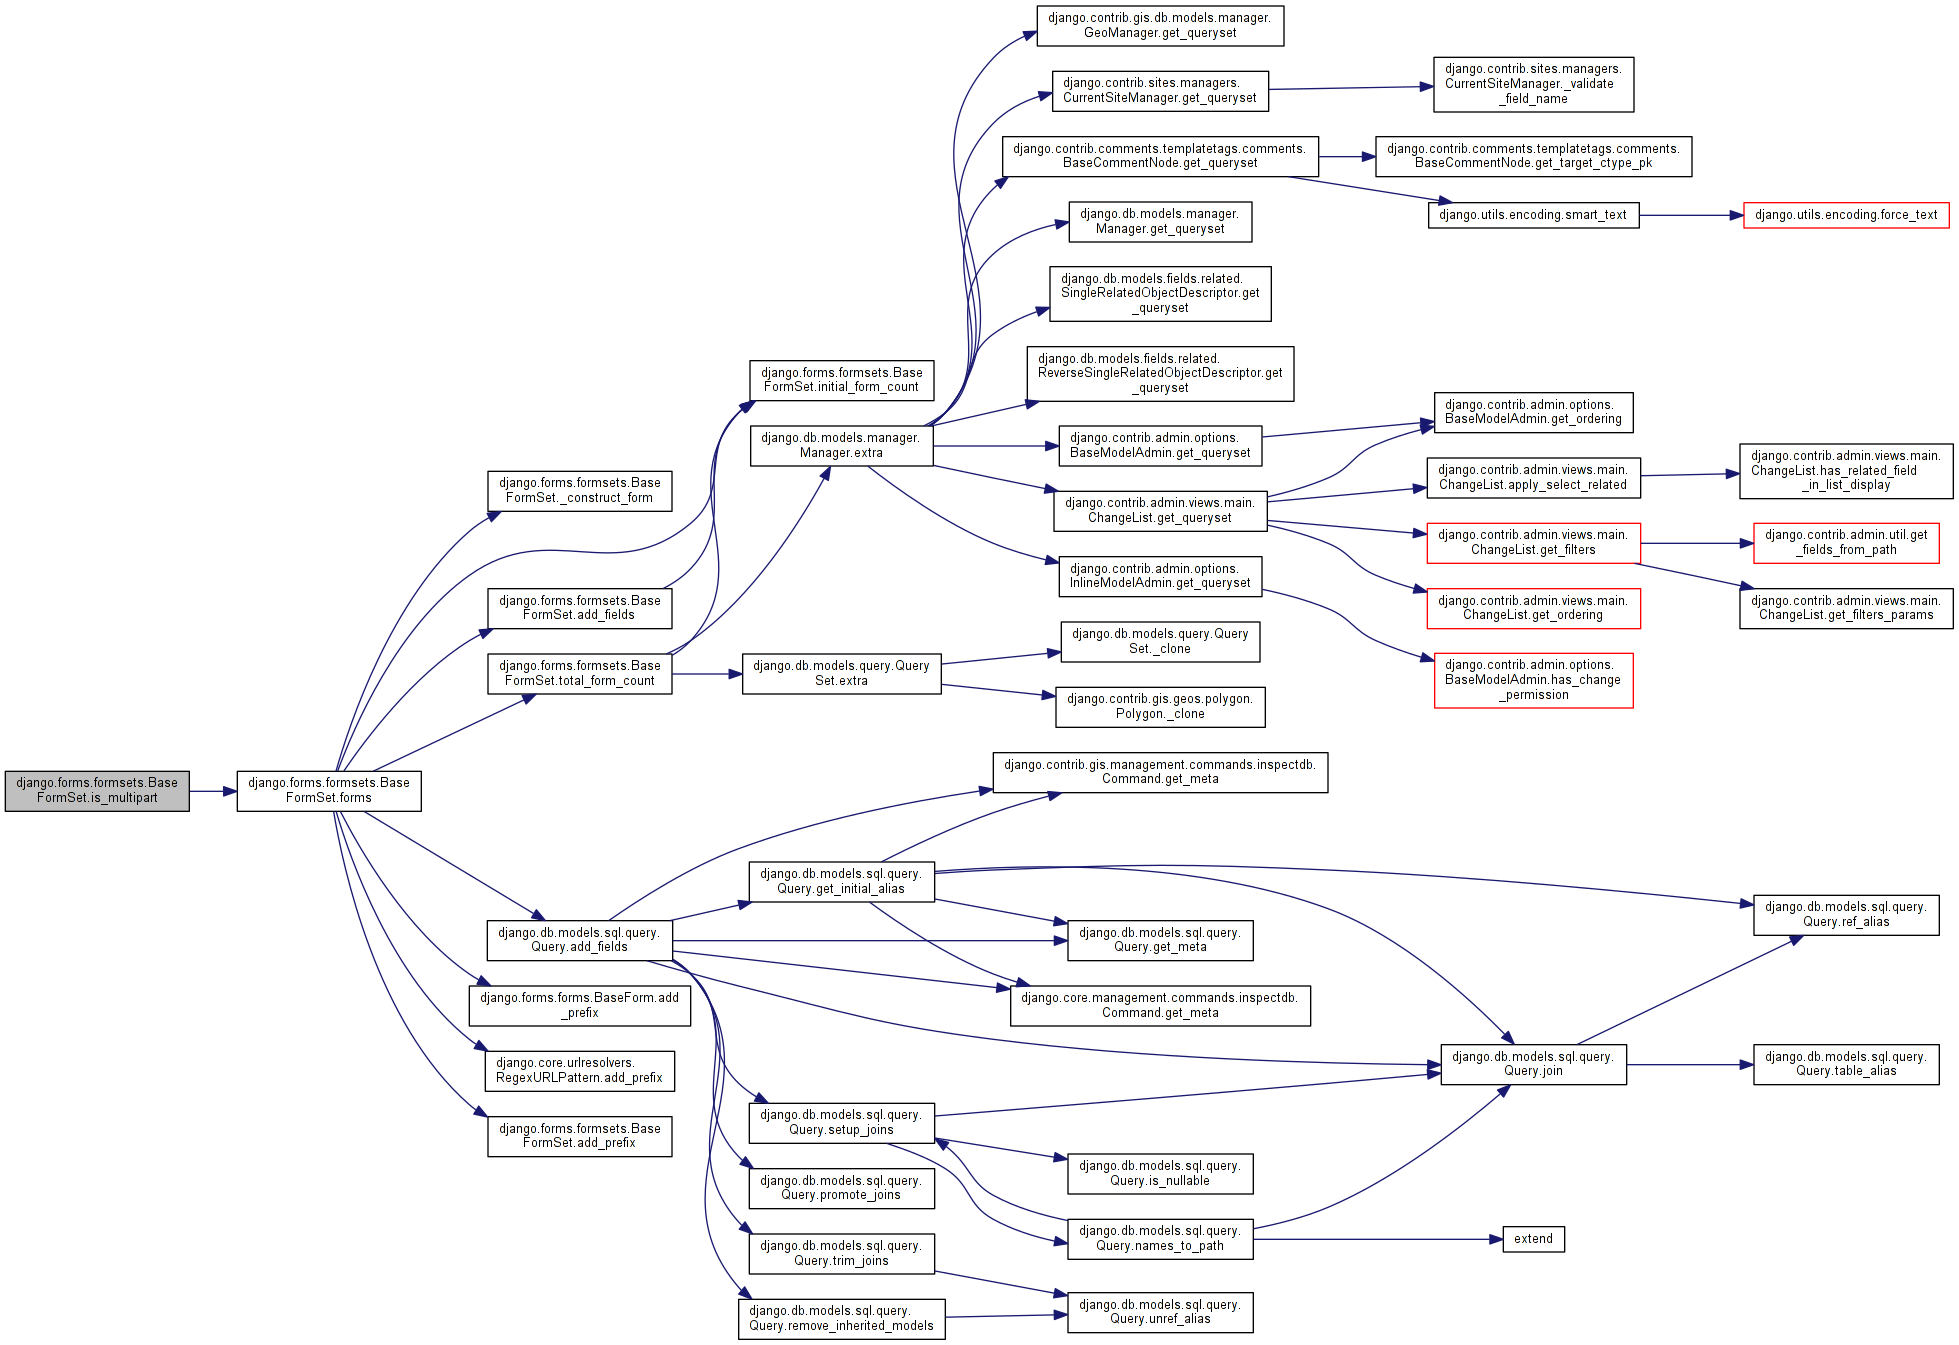 django.contrib.gis.db.models.manager.
GeoManager.get_queryset
django.contrib.sites.managers.
CurrentSiteManager.get_queryset
django.contrib.sites.managers.
CurrentSiteManager._validate
_field_name
django.contrib.comments.templatetags.comments.
BaseCommentNode.get_queryset
django.contrib.comments.templatetags.comments.
BaseCommentNode.get_target_ctype_pk
django.db.models.manager.
Manager.get_queryset
django.utils.encoding.smart_text
django.utils.encoding.force_text
django.db.models.fields.related.
SingleRelatedObjectDescriptor.get
_queryset
django.db.models.fields.related.
ReverseSingleRelatedObjectDescriptor.get
_queryset
django.forms.formsets.Base
FormSet.initial_form_count
django.db.models.manager.
Manager.extra
django.contrib.admin.options.
BaseModelAdmin.get_queryset
django.contrib.admin.options.
BaseModelAdmin.get_ordering
django.contrib.admin.views.main.
ChangeList.apply_select_related
django.contrib.admin.views.main.
ChangeList.has_related_field
_in_list_display
django.forms.formsets.Base
FormSet._construct_form
django.contrib.admin.views.main.
ChangeList.get_queryset
django.contrib.admin.views.main.
ChangeList.get_filters
django.contrib.admin.util.get
_fields_from_path
django.contrib.admin.options.
InlineModelAdmin.get_queryset
django.contrib.admin.views.main.
ChangeList.get_ordering
django.contrib.admin.views.main.
ChangeList.get_filters_params
django.forms.formsets.Base
FormSet.add_fields
django.db.models.query.Query
Set._clone
django.contrib.admin.options.
BaseModelAdmin.has_change
_permission
django.forms.formsets.Base
FormSet.total_form_count
django.db.models.query.Query
Set.extra
django.contrib.gis.geos.polygon.
Polygon._clone
django.forms.formsets.Base
FormSet.is_multipart
django.forms.formsets.Base
FormSet.forms
django.contrib.gis.management.commands.inspectdb.
Command.get_meta
django.db.models.sql.query.
Query.get_initial_alias
django.db.models.sql.query.
Query.ref_alias
django.db.models.sql.query.
Query.add_fields
django.db.models.sql.query.
Query.get_meta
django.forms.forms.BaseForm.add
_prefix
django.core.management.commands.inspectdb.
Command.get_meta
django.core.urlresolvers.
RegexURLPattern.add_prefix
django.db.models.sql.query.
Query.join
django.db.models.sql.query.
Query.table_alias
django.forms.formsets.Base
FormSet.add_prefix
django.db.models.sql.query.
Query.setup_joins
django.db.models.sql.query.
Query.is_nullable
django.db.models.sql.query.
Query.promote_joins
django.db.models.sql.query.
Query.names_to_path
extend
django.db.models.sql.query.
Query.trim_joins
django.db.models.sql.query.
Query.remove_inherited_models
django.db.models.sql.query.
Query.unref_alias